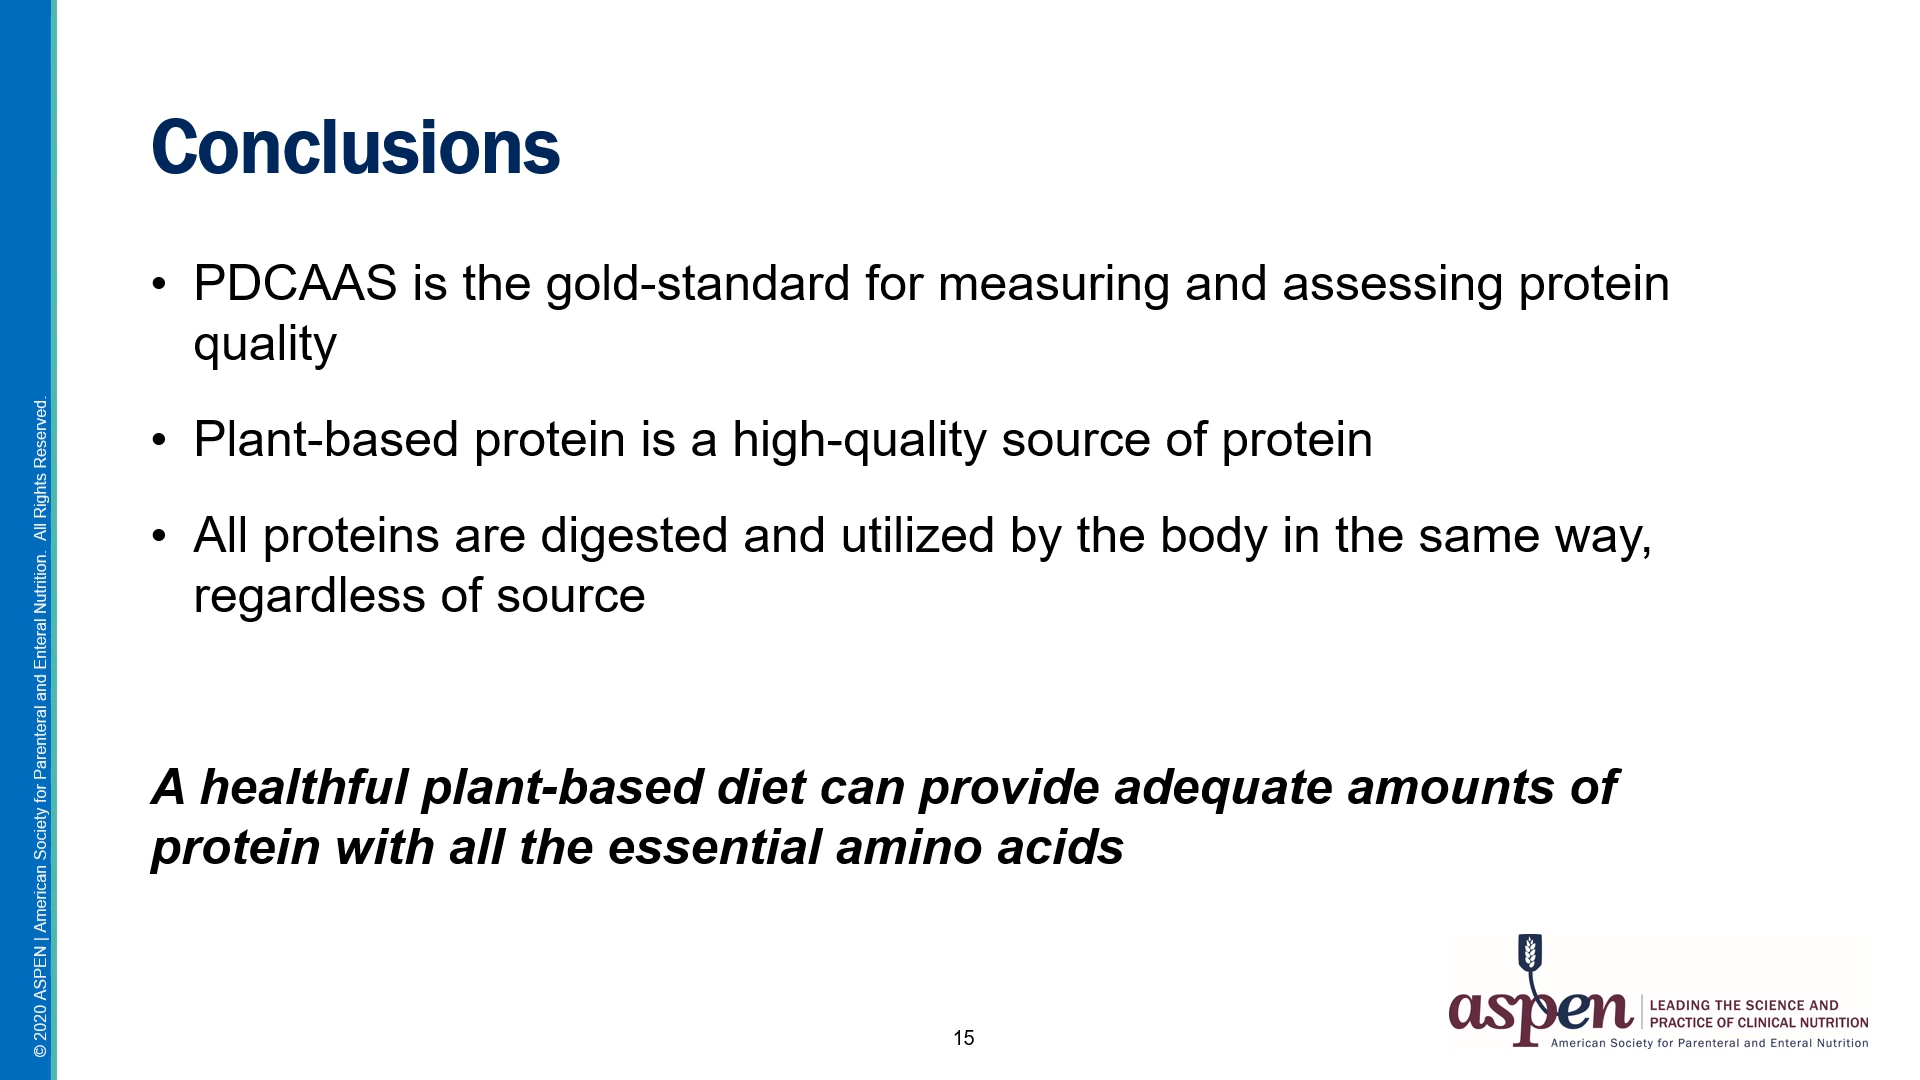 Conclusions
• PDCAAS is the gold-standard for measuring and assessing protein
quality
• Plant-based protein is a high-quality source of protein
• All proteins are digested and utilized by the body in the same way,
regardless of source
A healthful plant-based diet can provide adequate amounts of
protein with all the essential amino acids
© 2020 ASPEN | American Society for Parenteral and Enteral Nutrition. All Rights Reserved.
15
aspen
LEADING THE SCIENCE AND
PRACTICE OF CLINICAL NUTRITION
American Society for Parenteral and Enteral Nutrition